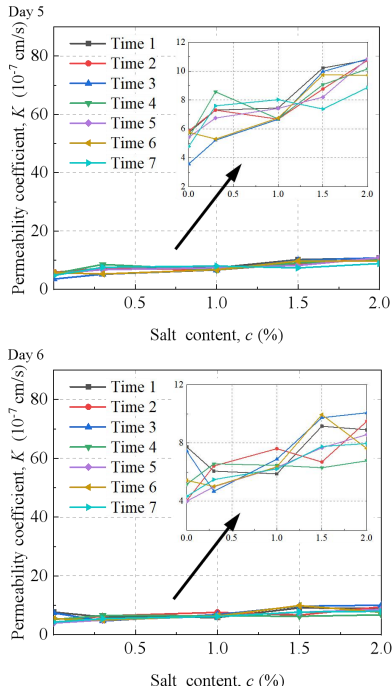 Day 5
Permeability coefficient, K (10⁻⁷ cm/s)
80
60
40
20
0
Time 1
Time 2
Time 3
Time 4
Time 5
Time 6
Time 7
12
10
8
6
4
2
0.0 0.5 1.0 1.5 2.0
0.5 1.0 1.5 2.0
Salt content, c (%)
Day 6
Permeability coefficient, K (10⁻⁷ cm/s)
80
60
40
20
0
Time 1
Time 2
Time 3
Time 4
Time 5
Time 6
Time 7
12
8
4
0.0 0.5 1.0 1.5 2.0
0.5 1.0 1.5 2.0
Salt content, c (%)